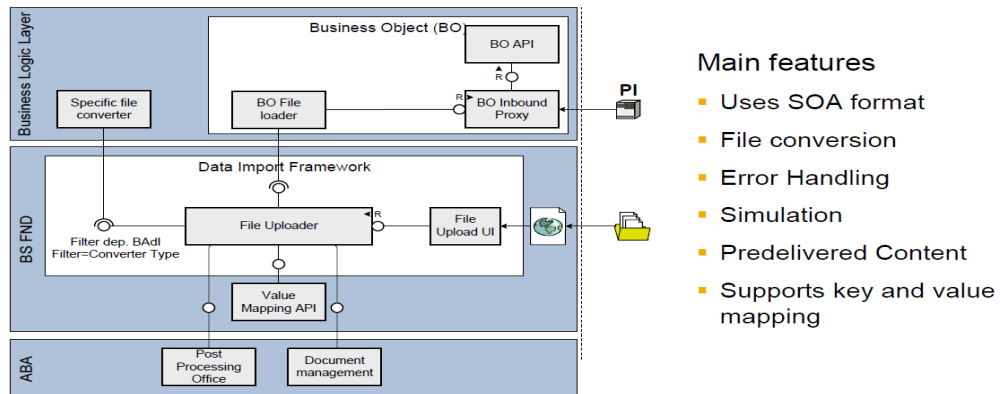 Business Logic Layer
Business Object (BO)
BO API
R
Specific file
converter
BO File
loader
R
BO Inbound
Proxy
PI
BS FND
Data Import Framework
File Uploader
R
File
Upload UI
Filter dep. BAdI
Filter=Converter Type
Value
Mapping API
ABA
Post
Processing
Office
Document
management
Main features
Uses SOA format
File conversion
Error Handling
Simulation
Predelivered Content
Supports key and value
mapping